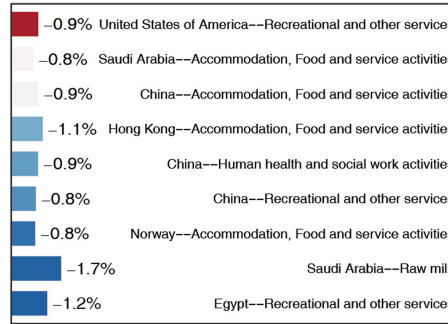 −0.9% United States of America−−Recreational and other service
−0.8% Saudi Arabia−−Accommodation, Food and service activitie
−0.9% China−−Accommodation, Food and service activitie
−1.1% Hong Kong−−Accommodation, Food and service activitie
−0.9% China−−Human health and social work activitie
−0.8% China−−Recreational and other service
−0.8% Norway−−Accommodation, Food and service activitie
−1.7% Saudi Arabia−−Raw mil
−1.2% Egypt−−Recreational and other service